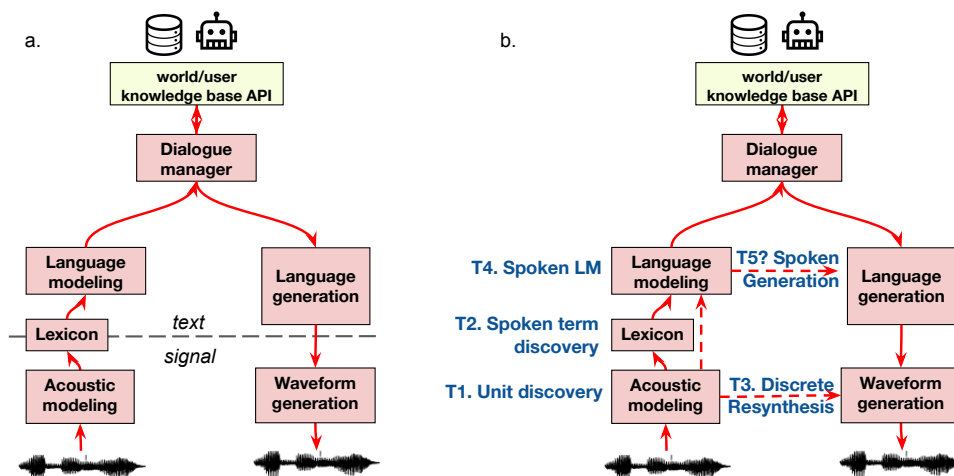 a.
world/user
knowledge base API
Dialogue
manager
Language
modeling
Language
generation
Lexicon
text
signal
Acoustic
modeling
Waveform
generation
b.
world/user
knowledge base API
Dialogue
manager
T4. Spoken LM
Language
modeling
T5? Spoken
Generation
Language
generation
T2. Spoken term
discovery
Lexicon
T1. Unit discovery
Acoustic
modeling
T3. Discrete
Resynthesis
Waveform
generation